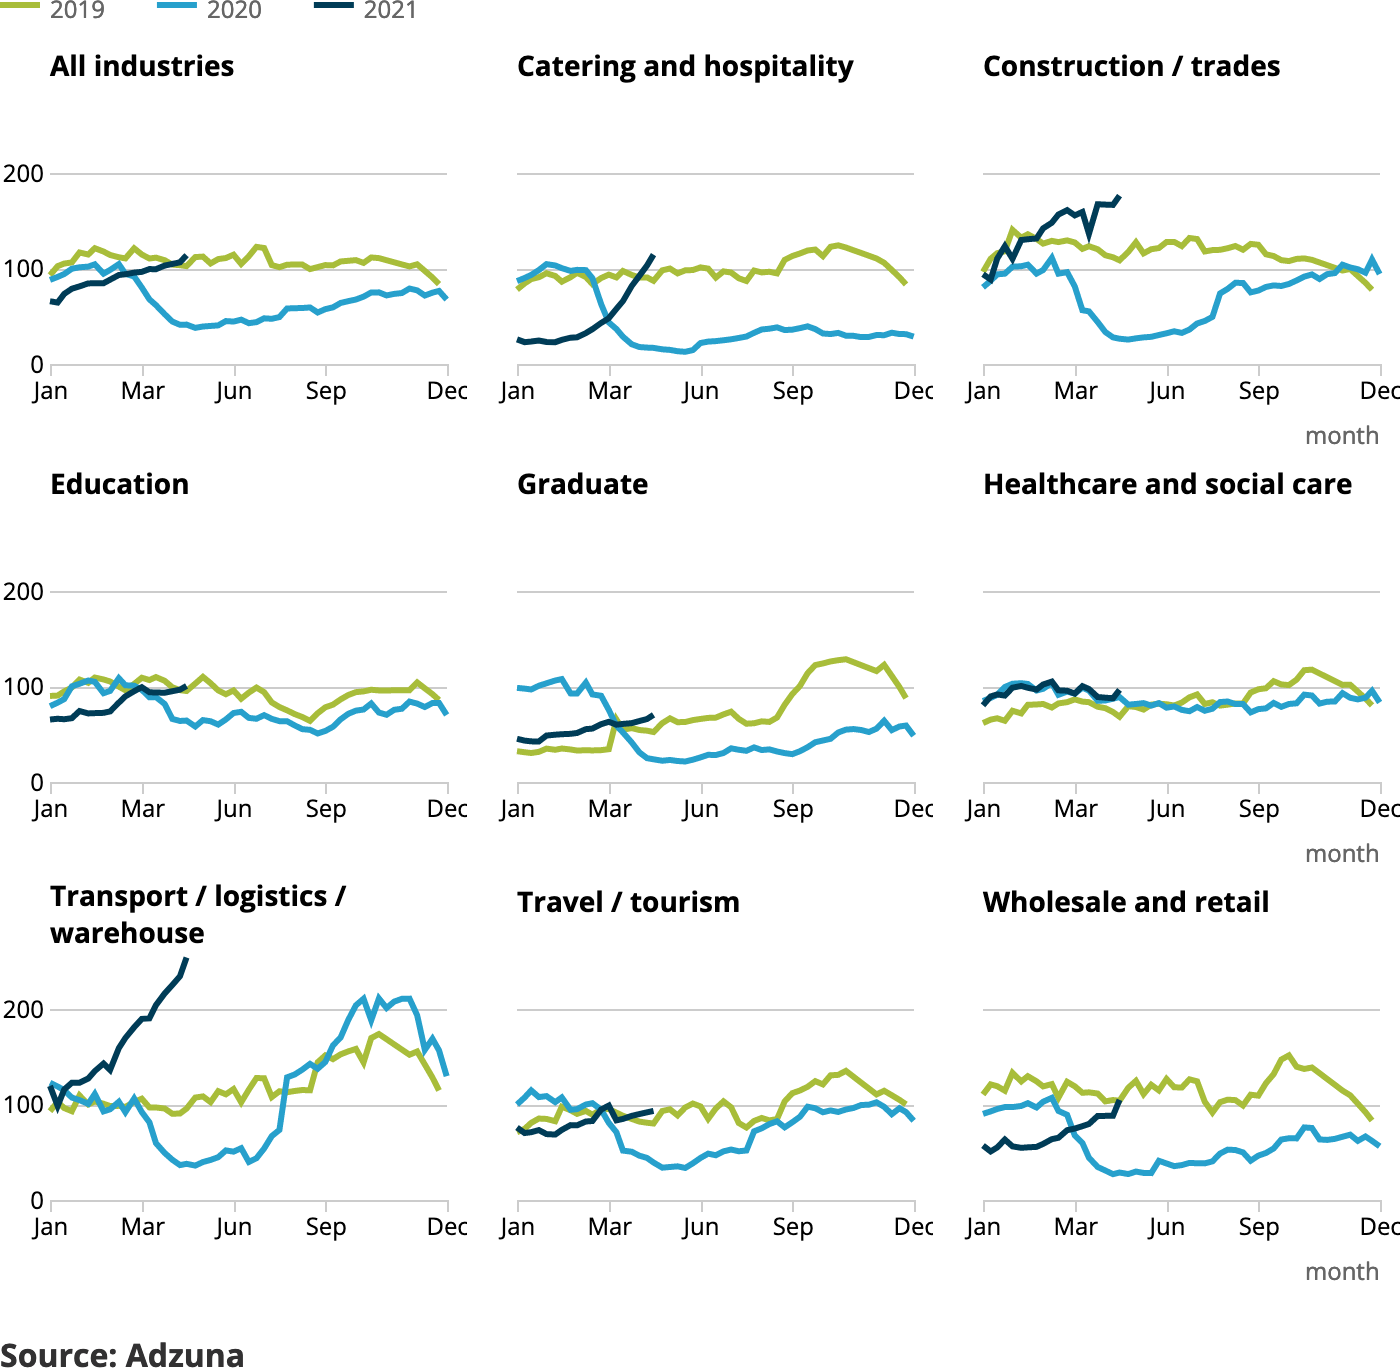 2019 2020 2021
All industries Catering and hospitality Construction / trades
200
100
0
Jan Mar Jun Sep Dec Jan Mar Jun Sep Dec Jan Mar Jun Sep Dec
month
Education Graduate Healthcare and social care
200
100
0
Jan Mar Jun Sep Dec Jan Mar Jun Sep Dec Jan Mar Jun Sep Dec
month
Transport / logistics /
warehouse
Travel / tourism Wholesale and retail
200
100
0
Jan Mar Jun Sep Dec Jan Mar Jun Sep Dec Jan Mar Jun Sep Dec
month
Source: Adzuna